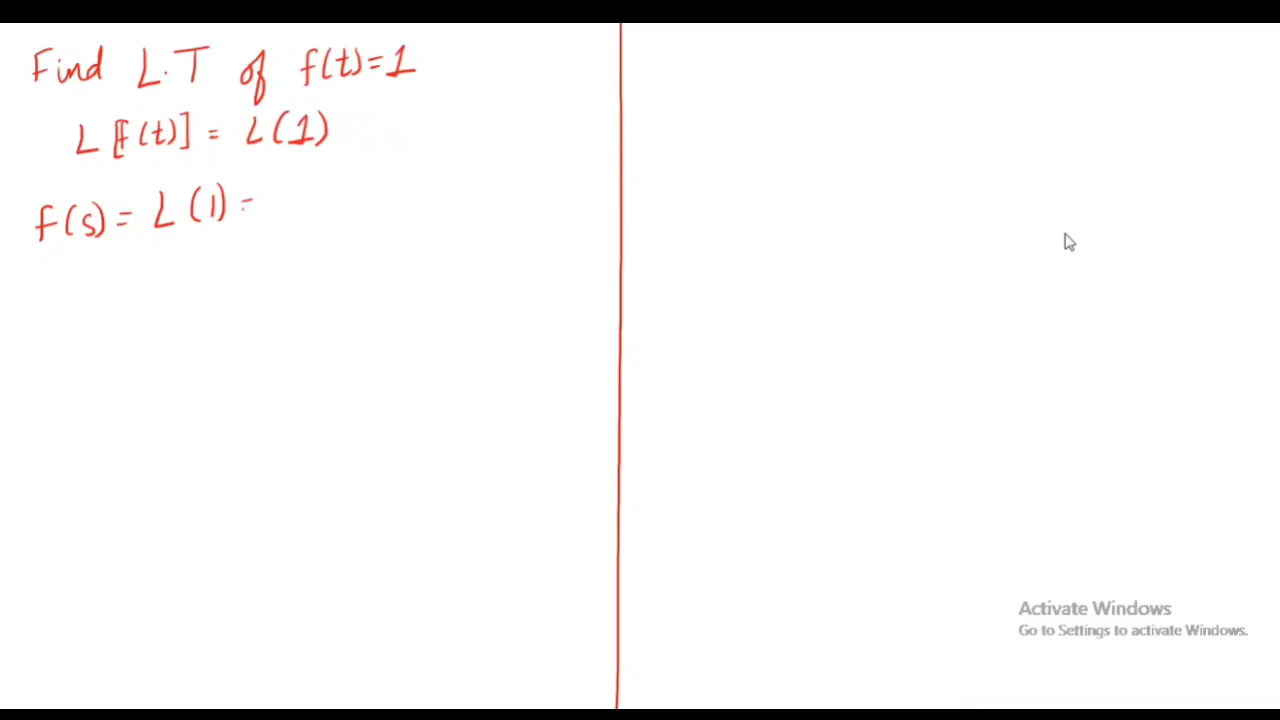 Find L.T of f(t)=1
L [f(t)] = L(1)
f(s) = L(1) =
Activate Windows
Go to Settings to activate Windows.